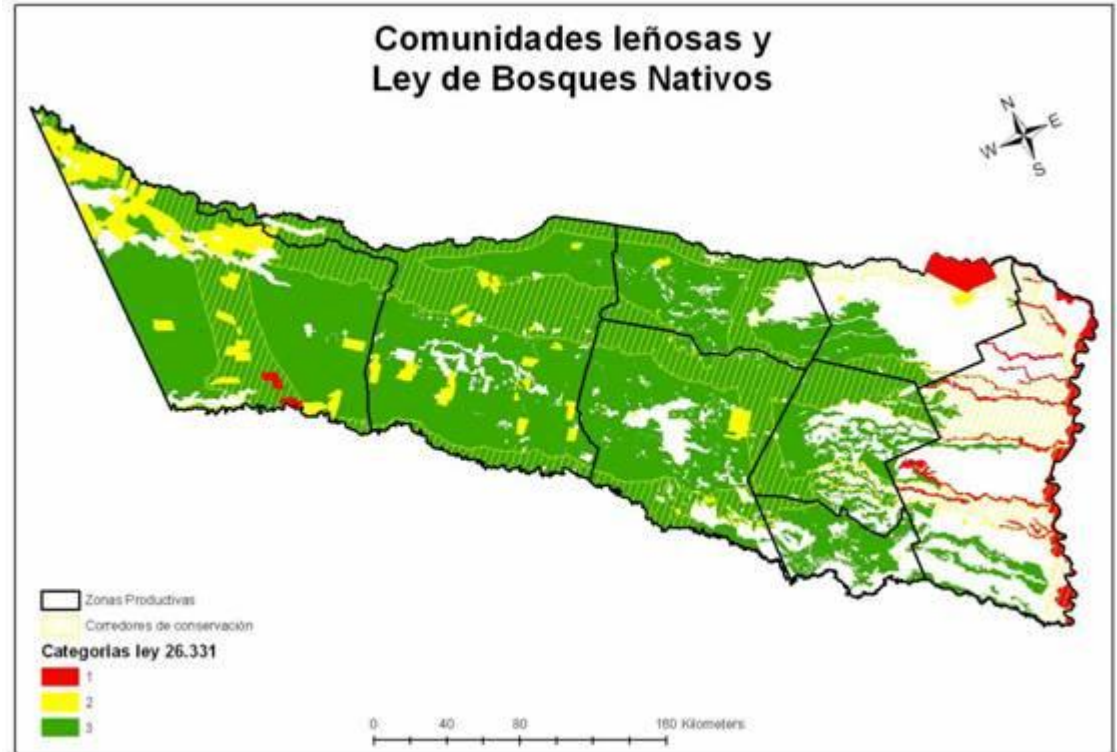 Comunidades leñosas y
Ley de Bosques Nativos
N
E
W
S
Zonas Productivas
Corredores de conservación
Categorias ley 26.331
1
2
3
0 40 80 160 Kilometers